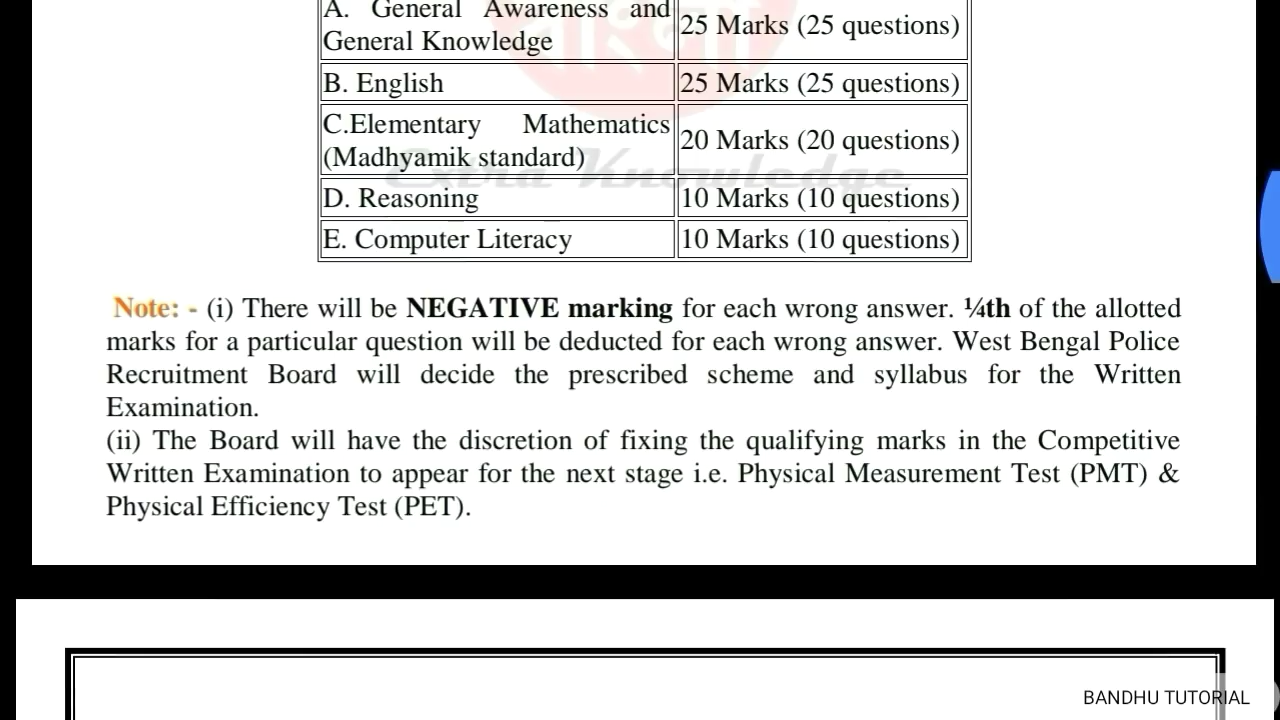 A. General Awareness and
General Knowledge
25 Marks (25 questions)
B. English
25 Marks (25 questions)
C.Elementary Mathematics
(Madhyamik standard)
20 Marks (20 questions)
D. Reasoning
10 Marks (10 questions)
E. Computer Literacy
10 Marks (10 questions)
বাংলা
Extra Knowledge
Note: - (i) There will be NEGATIVE marking for each wrong answer. ¼th of the allotted
marks for a particular question will be deducted for each wrong answer. West Bengal Police
Recruitment Board will decide the prescribed scheme and syllabus for the Written
Examination.
(ii) The Board will have the discretion of fixing the qualifying marks in the Competitive
Written Examination to appear for the next stage i.e. Physical Measurement Test (PMT) &
Physical Efficiency Test (PET).
BANDHU TUTORIAL